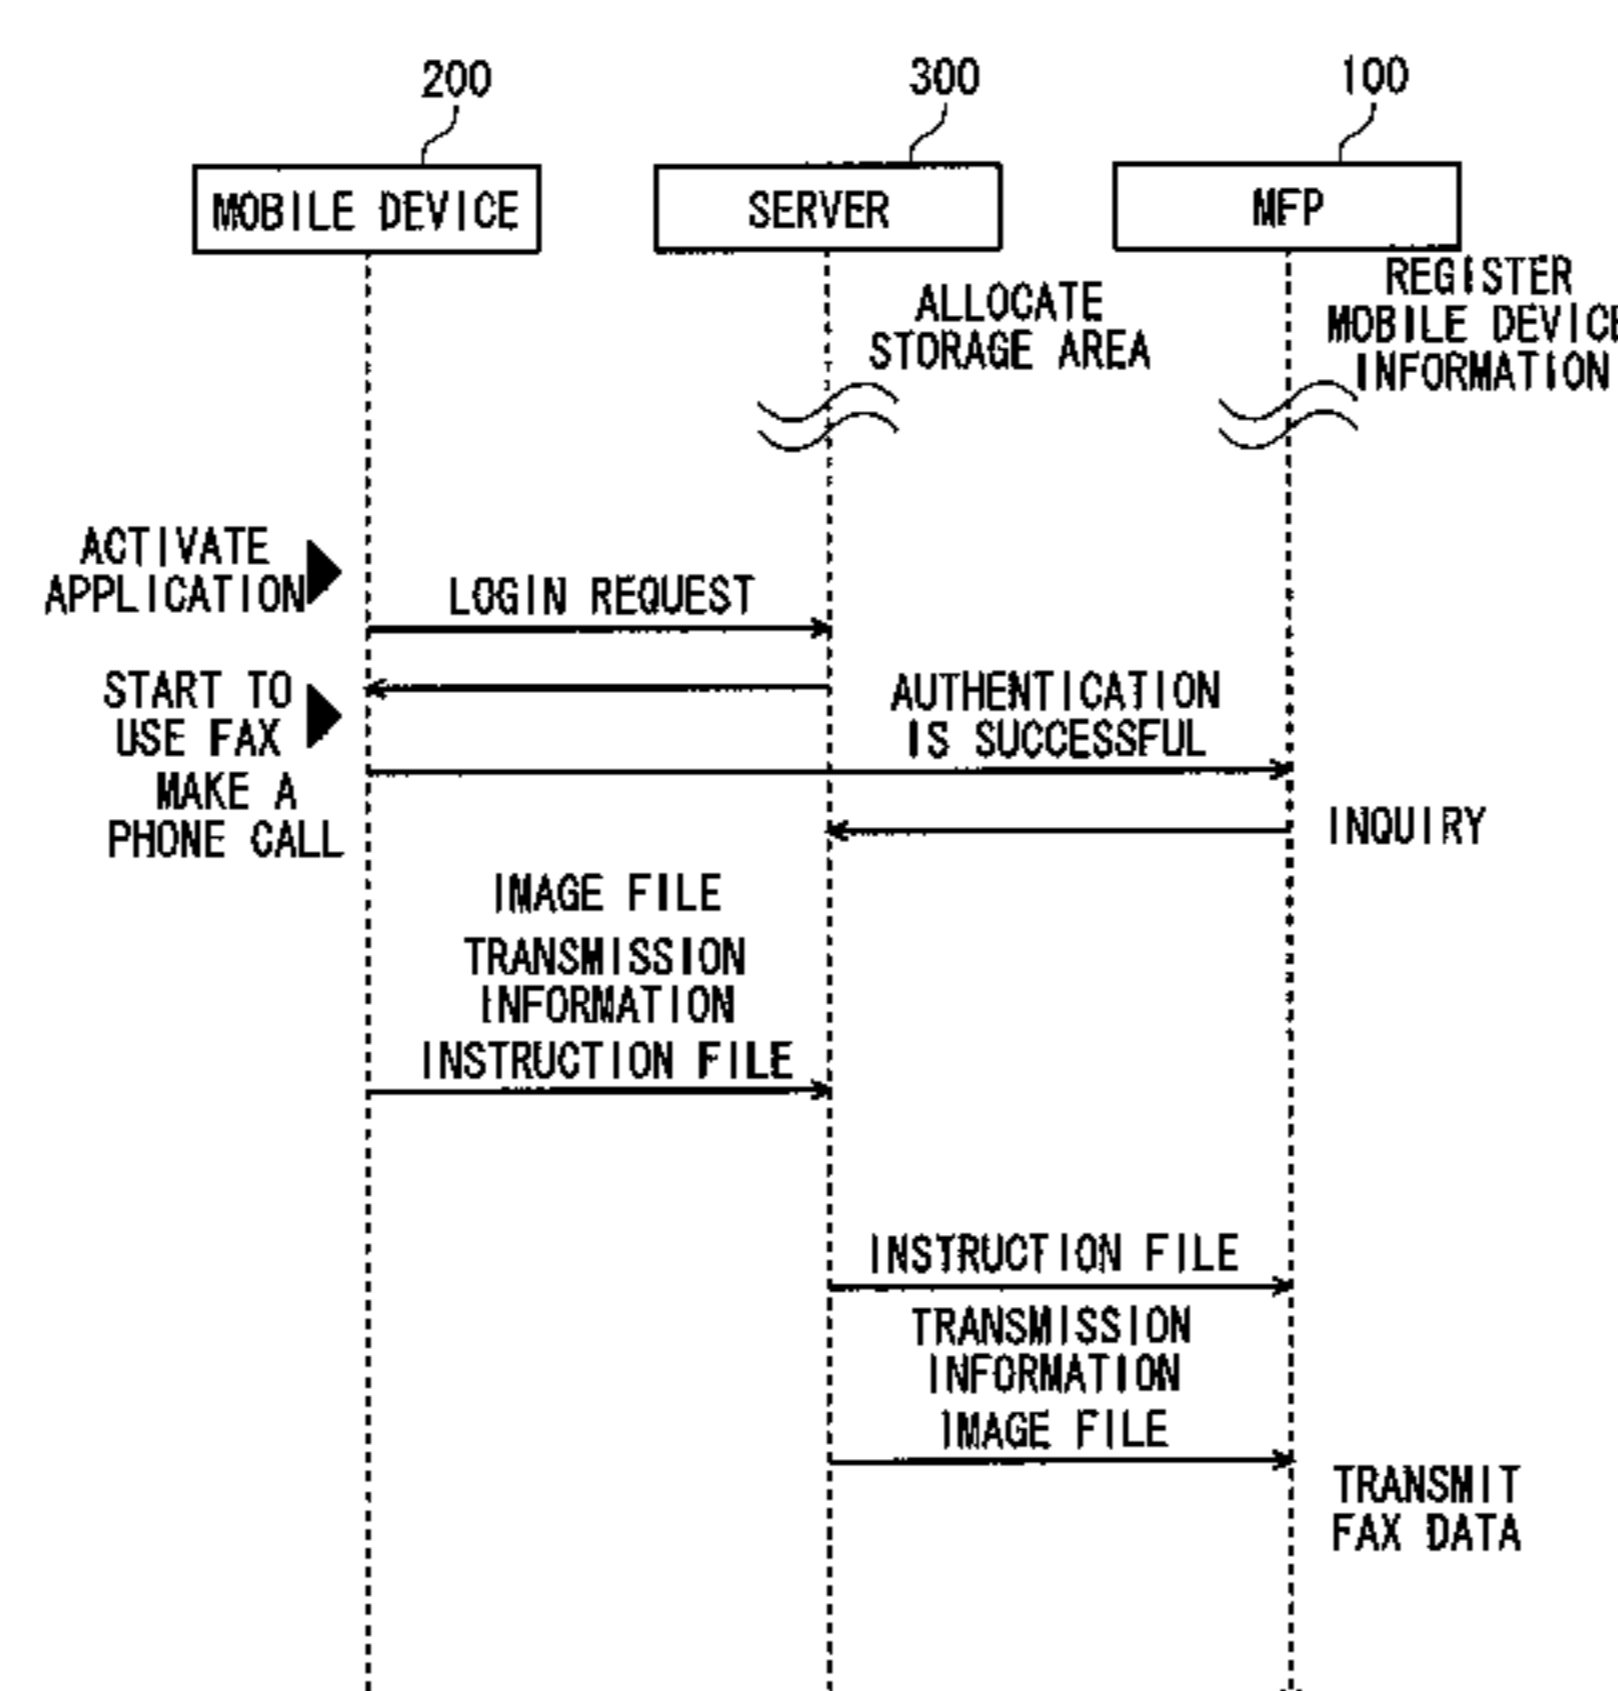 200
300
100
MOBILE DEVICE
SERVER
MFP
ALLOCATE
STORAGE AREA
REGISTER
MOBILE DEVICE
INFORMATION
ACTIVATE
APPLICATION
LOGIN REQUEST
START TO
USE FAX
AUTHENTICATION
IS SUCCESSFUL
MAKE A
PHONE CALL
INQUIRY
IMAGE FILE
TRANSMISSION
INFORMATION
INSTRUCTION FILE
INSTRUCTION FILE
TRANSMISSION
INFORMATION
IMAGE FILE
TRANSMIT
FAX DATA